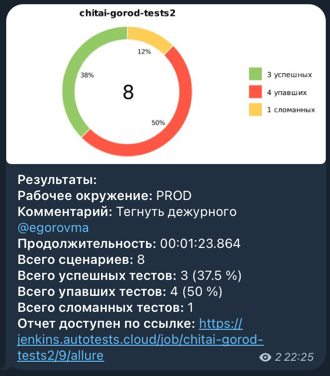 chitai-gorod-tests2
12%
38%
8
50%
3 успешных
4 упавших
1 сломанных
Результаты:
Рабочее окружение: PROD
Комментарий: Тегнуть дежурного
@egorovma
Продолжительность: 00:01:23.864
Всего сценариев: 8
Всего успешных тестов: 3 (37.5 %)
Всего упавших тестов: 4 (50 %)
Всего сломанных тестов: 1
Отчет доступен по ссылке: https://
jenkins.autotests.cloud/job/chitai-gorod-
tests2/9/allure
2 22:25